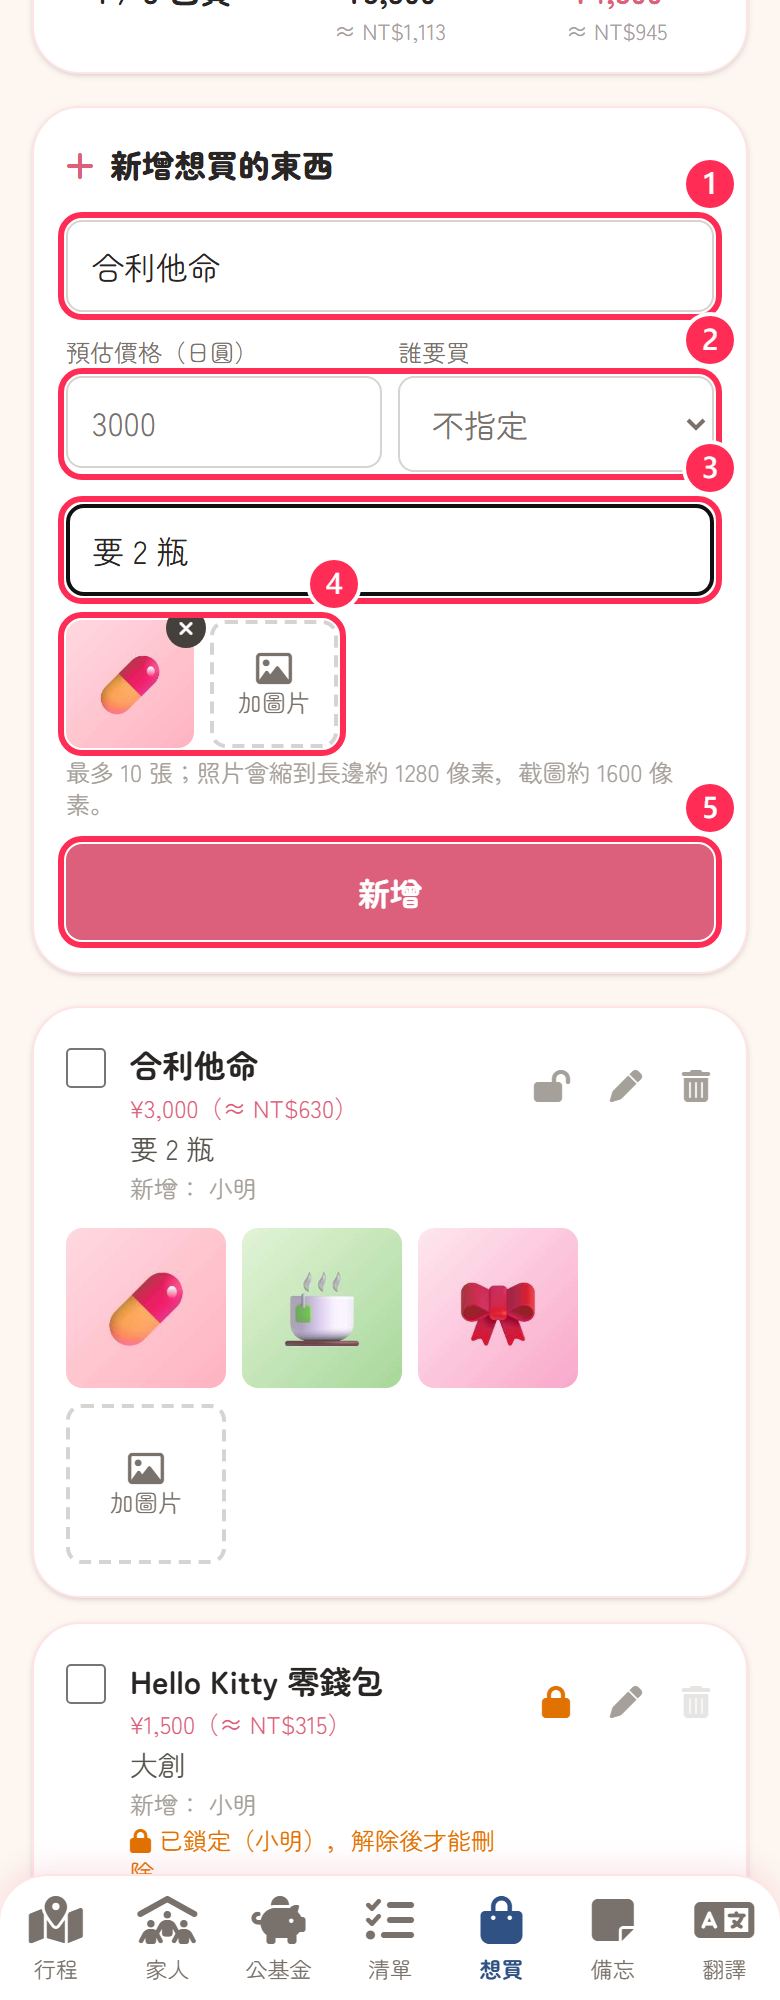 ≈ NT$1,113
≈ NT$945
新增想買的東西
1
合利他命
2
預估價格（日圓）
誰要買
3000
不指定
3
要 2 瓶
4
加圖片
最多 10 張；照片會縮到長邊約 1280 像素，截圖約 1600 像
素。
5
新增
合利他命
¥3,000（≈ NT$630）
要 2 瓶
新增： 小明
加圖片
Hello Kitty 零錢包
¥1,500（≈ NT$315）
大創
新增： 小明
已鎖定（小明），解除後才能刪
除
行程
家人
公基金
清單
想買
備忘
A 文
翻譯